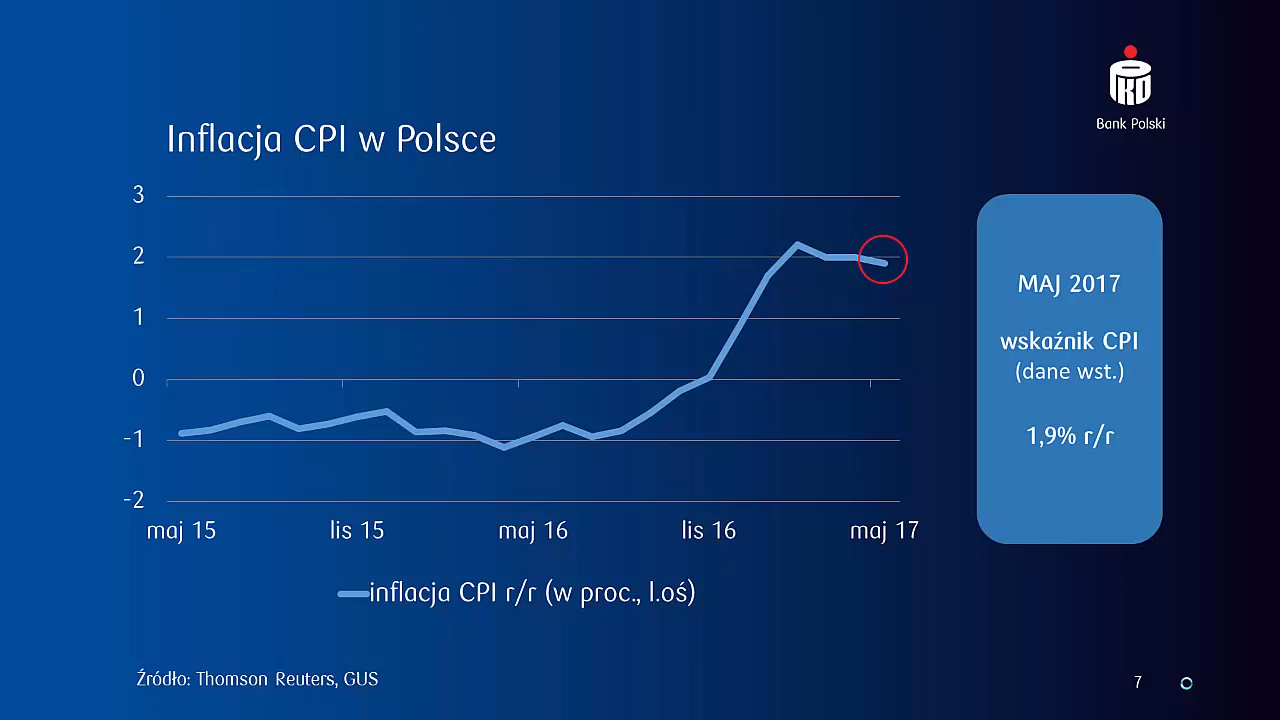 PKO
Bank Polski
Inflacja CPI w Polsce
3
2
1
0
-1
-2
maj 15
lis 15
maj 16
lis 16
maj 17
inflacja CPI r/r (w proc., l.oś)
MAJ 2017
wskaźnik CPI
(dane wst.)
1,9% r/r
Źródło: Thomson Reuters, GUS
7